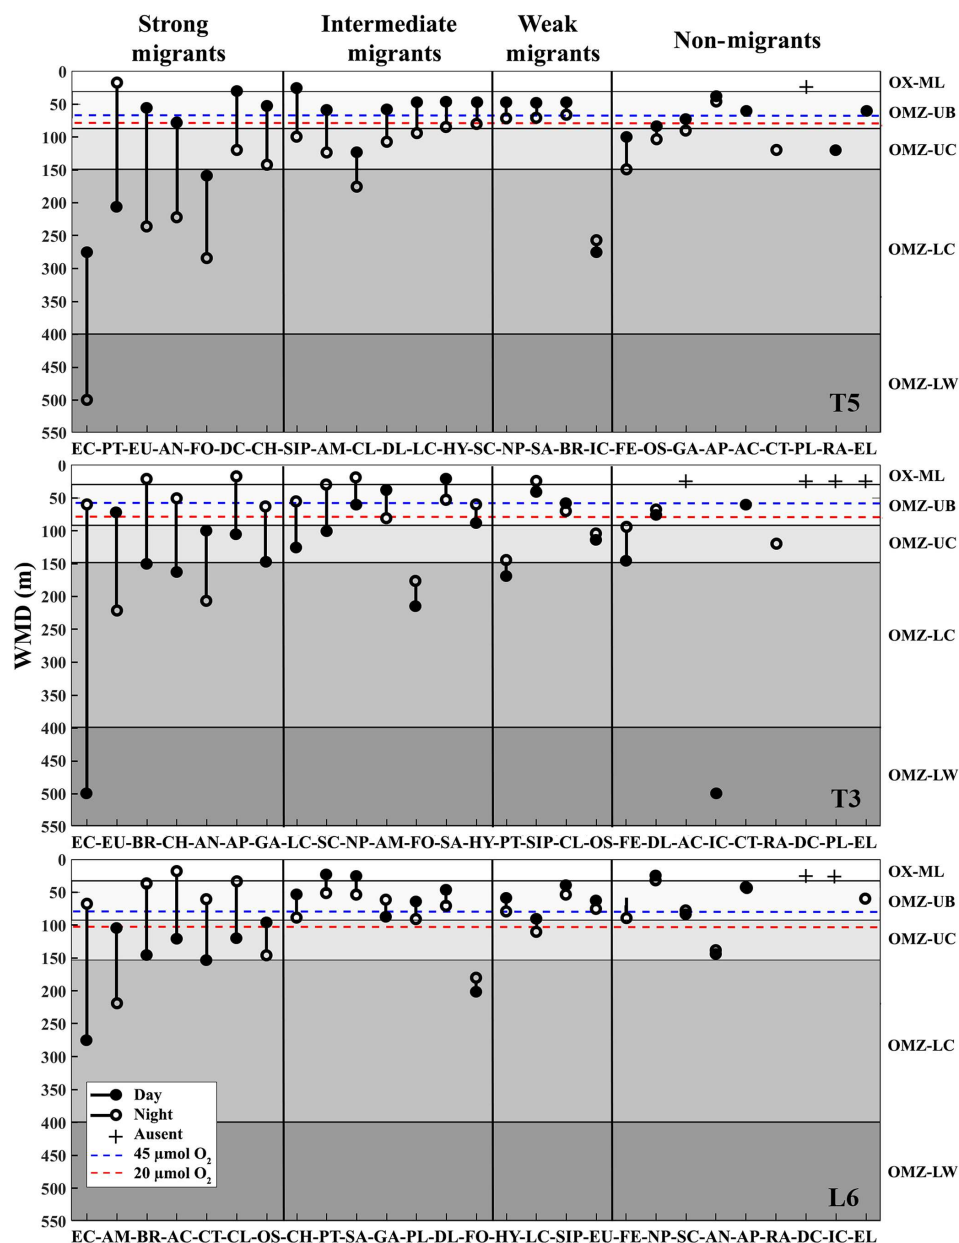 Strong migrants
Intermediate migrants
Weak migrants
Non-migrants
0
50
100
150
200
250
300
350
400
450
500
550
OX-ML
OMZ-UB
OMZ-UC
OMZ-LC
OMZ-LW
T5
EC-PT-EU-AN-FO-DC-CH-SIP-AM-CL-DL-LC-HY-SC-NP-SA-BR-IC-FE-OS-GA-AP-AC-CT-PL-RA-EL
WMD (m)
0
50
100
150
200
250
300
350
400
450
500
550
OX-ML
OMZ-UB
OMZ-UC
OMZ-LC
OMZ-LW
T3
EC-EU-BR-CH-AN-AP-GA-LC-SC-NP-AM-FO-SA-HY-PT-SIP-CL-OS-FE-DL-AC-IC-CT-RA-DC-PL-EL
0
50
100
150
200
250
300
350
400
450
500
550
OX-ML
OMZ-UB
OMZ-UC
OMZ-LC
OMZ-LW
Day
Night
Ausent
45 µmol O₂
20 µmol O₂
L6
EC-AM-BR-AC-CT-CL-OS-CH-PT-SA-GA-PL-DL-FO-HY-LC-SIP-EU-FE-NP-SC-AN-AP-RA-DC-IC-EL